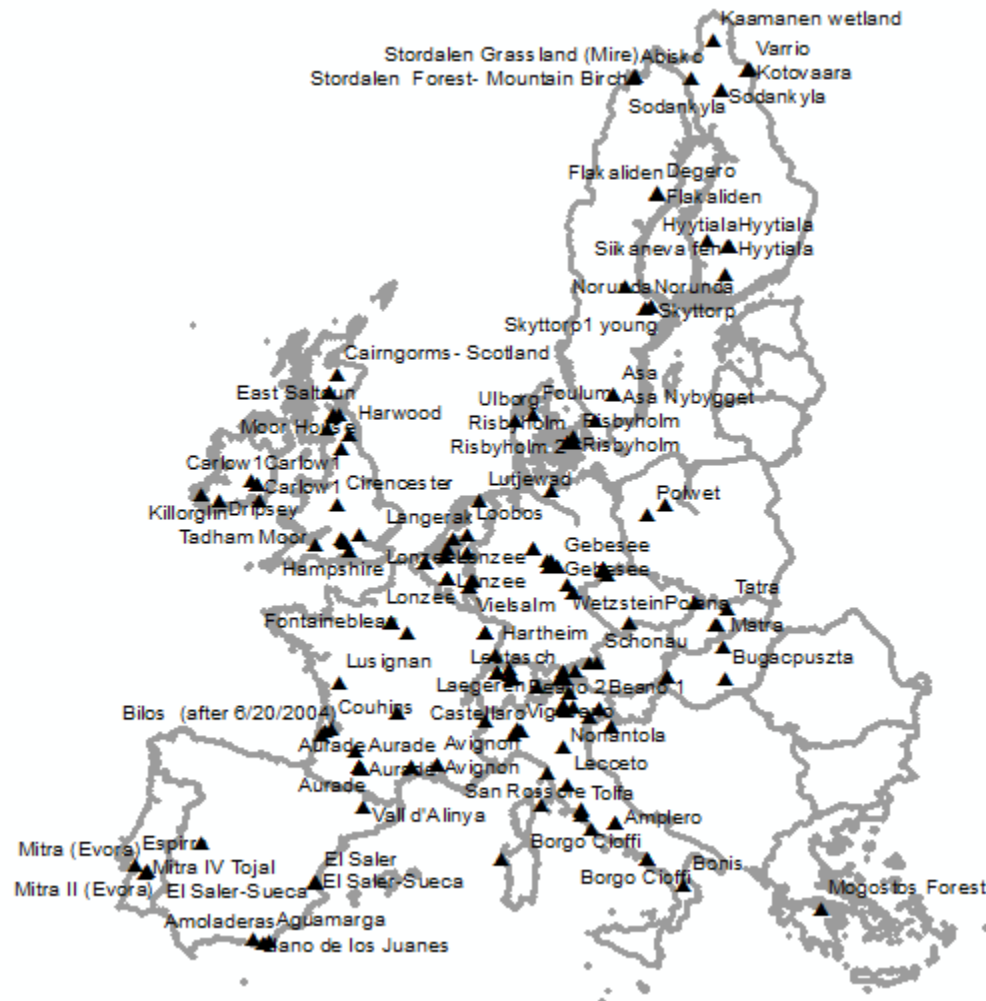 Kaamanen wetland
Stordalen Grassland (Mire) Abisko Varrio
Stordalen Forest- Mountain Birch Kotovaara
Sodankyla Sodankyla
Flakaliden Degero
Flakaliden
Hyytiala Hyytiala
Siikaneva fen Hyytiala
Norunda Norunda
Skyttorp
Skyttorp1 young
Cairngorms - Scotland
Asa
East Saltoun Ulborg Foulum Asa Nybygget
Moor House Harwood Risbyholm Risbyholm
Risbyholm 2 Risbyholm
Carlow1 Carlow1
Carlow1 Cirencester Lutjewad Polwet
Killorglin Dripsey Langerak Loobos
Tadham Moor
Hampshire Lonzee Lonzee Gebesee
Gebesee
Lonzee Lonzee
Vielsalm Wetzstein Polana Tatra
Fontaineblea Hartheim Schonau Matra
Lusignan Leutasch Bugacpuszta
Laegeren Beano 2 Beano 1
Bilos (after 6/20/2004) Couhins Castellaro
Aurade Aurade Avignon Nonantola
Aurade Avignon Lecceto
Aurade San Rossore Tolfa
Vall d'Alinya Amplero
Mitra (Evora) Espirr Borgo Cioffi
Mitra IV Tojal El Saler Borgo Cioffi Bonis
Mitra II (Evora) El Saler-Sueca El Saler-Sueca Mogostos Forest
Amoladeras Aguamarga
de los Juanes